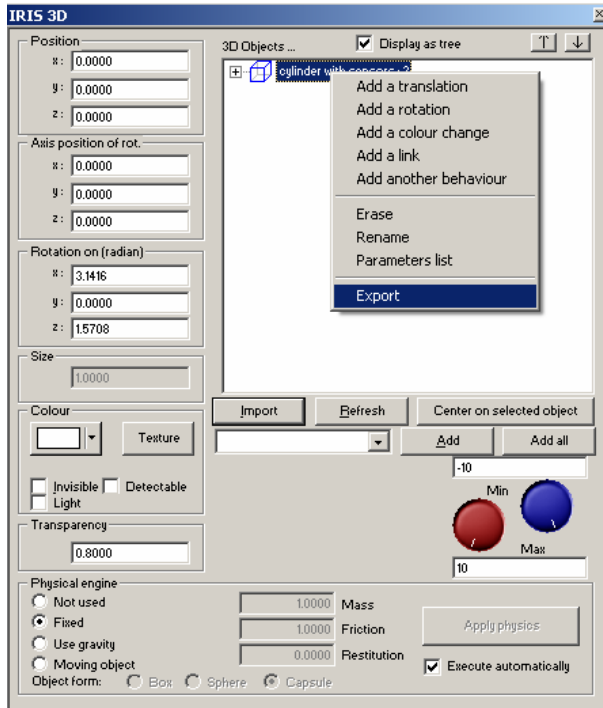 IRIS 3D
Position
x: 0.0000
y: 0.0000
z: 0.0000
Axis position of rot.
x: 0.0000
y: 0.0000
z: 0.0000
Rotation on (radian)
x: 3.1416
y: 0.0000
z: 1.5708
Size
1.0000
Colour
Texture
Invisible Detectable
Light
Transparency
0.8000
3D Objects ... Display as tree
cylinder with
Add a translation
Add a rotation
Add a colour change
Add a link
Add another behaviour
Erase
Rename
Parameters list
Export
Import Refresh Center on selected object
Add Add all
-10
Min
Max
10
Physical engine
Not used
Fixed
Use gravity
Moving object
1.0000 Mass
1.0000 Friction
0.0000 Restitution
Apply physics
Execute automatically
Object form: Box Sphere Capsule